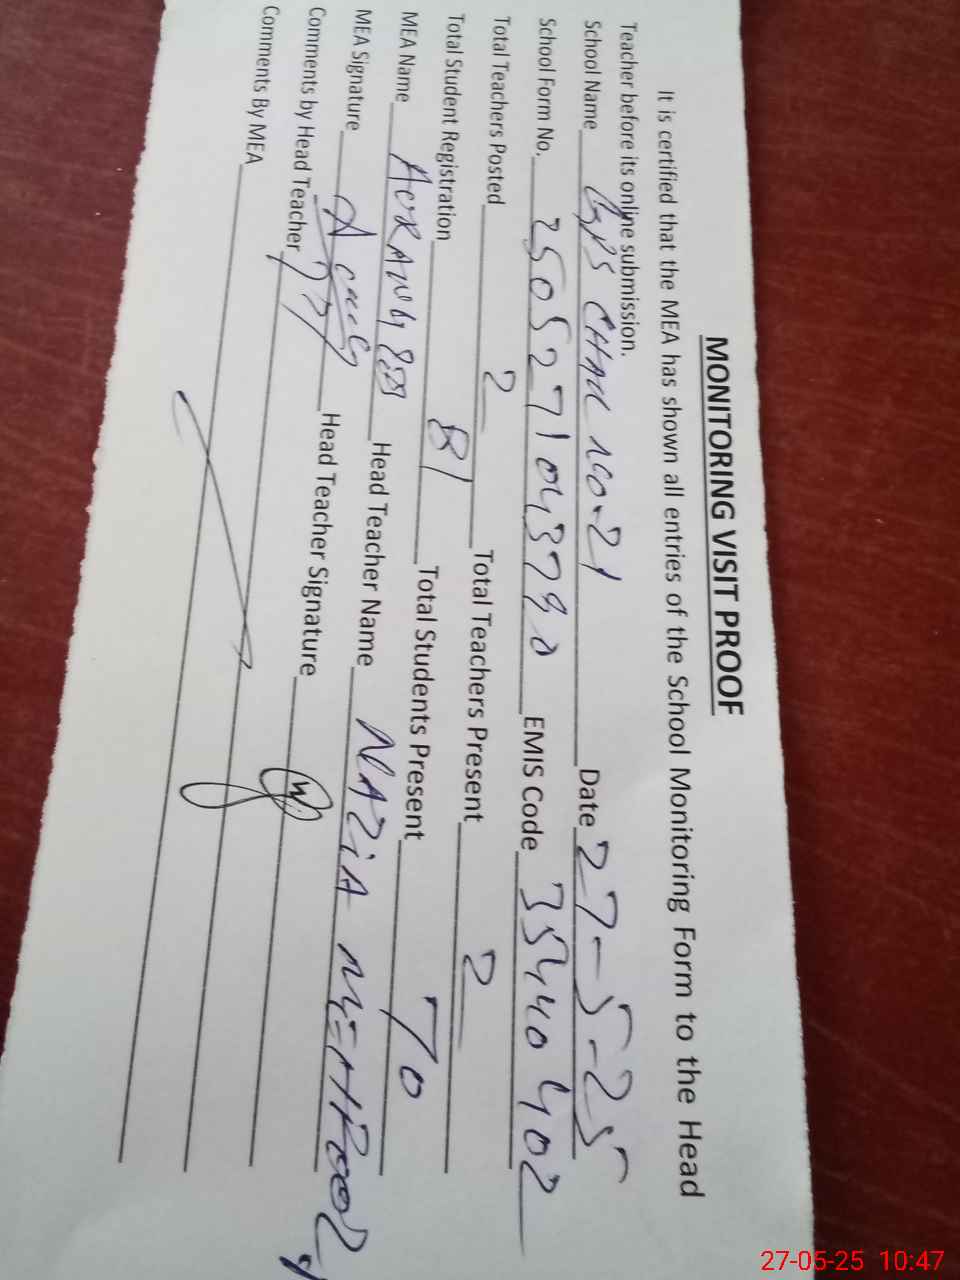 MONITORING VISIT PROOF
It is certified that the MEA has shown all entries of the School Monitoring Form to the Head
Teacher before its online submission.
School Name GPS CHAK NO-21 Date 27-5-25
School Form No. 2505271043790 EMIS Code 35440402
Total Teachers Posted 2 Total Teachers Present 2
Total Student Registration 81 Total Students Present 70
MEA Name Head Teacher Name NAZiA
MEA Signature Head Teacher Signature
Comments by Head Teacher
Comments By MEA
27-05-25 10:47